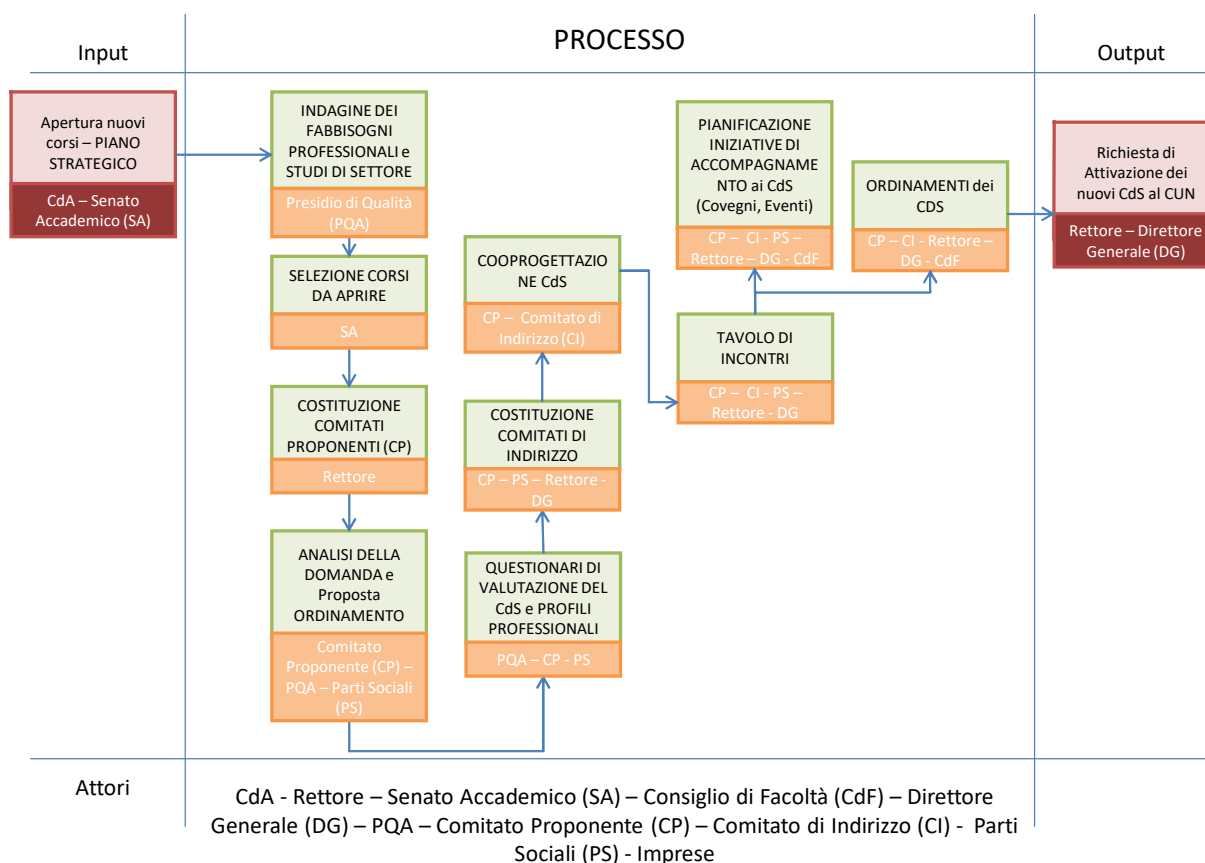 Input
PROCESSO
Output
Apertura nuovi
corsi – PIANO
STRATEGICO
CdA – Senato
Accademico (SA)
INDAGINE DEI
FABBISOGNI
PROFESSIONALI e
STUDI DI SETTORE
Presidio di Qualità
(PQA)
SELEZIONE CORSI
DA APRIRE
SA
COSTITUZIONE
COMITATI
PROPONENTI (CP)
Rettore
ANALISI DELLA
DOMANDA e
Proposta
ORDINAMENTO
Comitato
Proponente (CP) –
PQA – Parti Sociali
(PS)
QUESTIONARI DI
VALUTAZIONE DEL
CdS e PROFILI
PROFESSIONALI
PQA – CP - PS
COSTITUZIONE
COMITATI DI
INDIRIZZO
CP – PS – Rettore -
DG
COOPROGETTAZIO
NE CdS
CP – Comitato di
Indirizzo (CI)
TAVOLO DI
INCONTRI
CP – CI - PS –
Rettore - DG
PIANIFICAZIONE
INIZIATIVE DI
ACCOMPAGNAME
NTO ai CdS
(Covegni, Eventi)
CP – CI - PS –
Rettore – DG - CdF
ORDINAMENTI dei
CDS
CP – CI - Rettore –
DG - CdF
Richiesta di
Attivazione dei
nuovi CdS al CUN
Rettore – Direttore
Generale (DG)
Attori
CdA - Rettore – Senato Accademico (SA) – Consiglio di Facoltà (CdF) – Direttore
Generale (DG) – PQA – Comitato Proponente (CP) – Comitato di Indirizzo (CI) - Parti
Sociali (PS) - Imprese